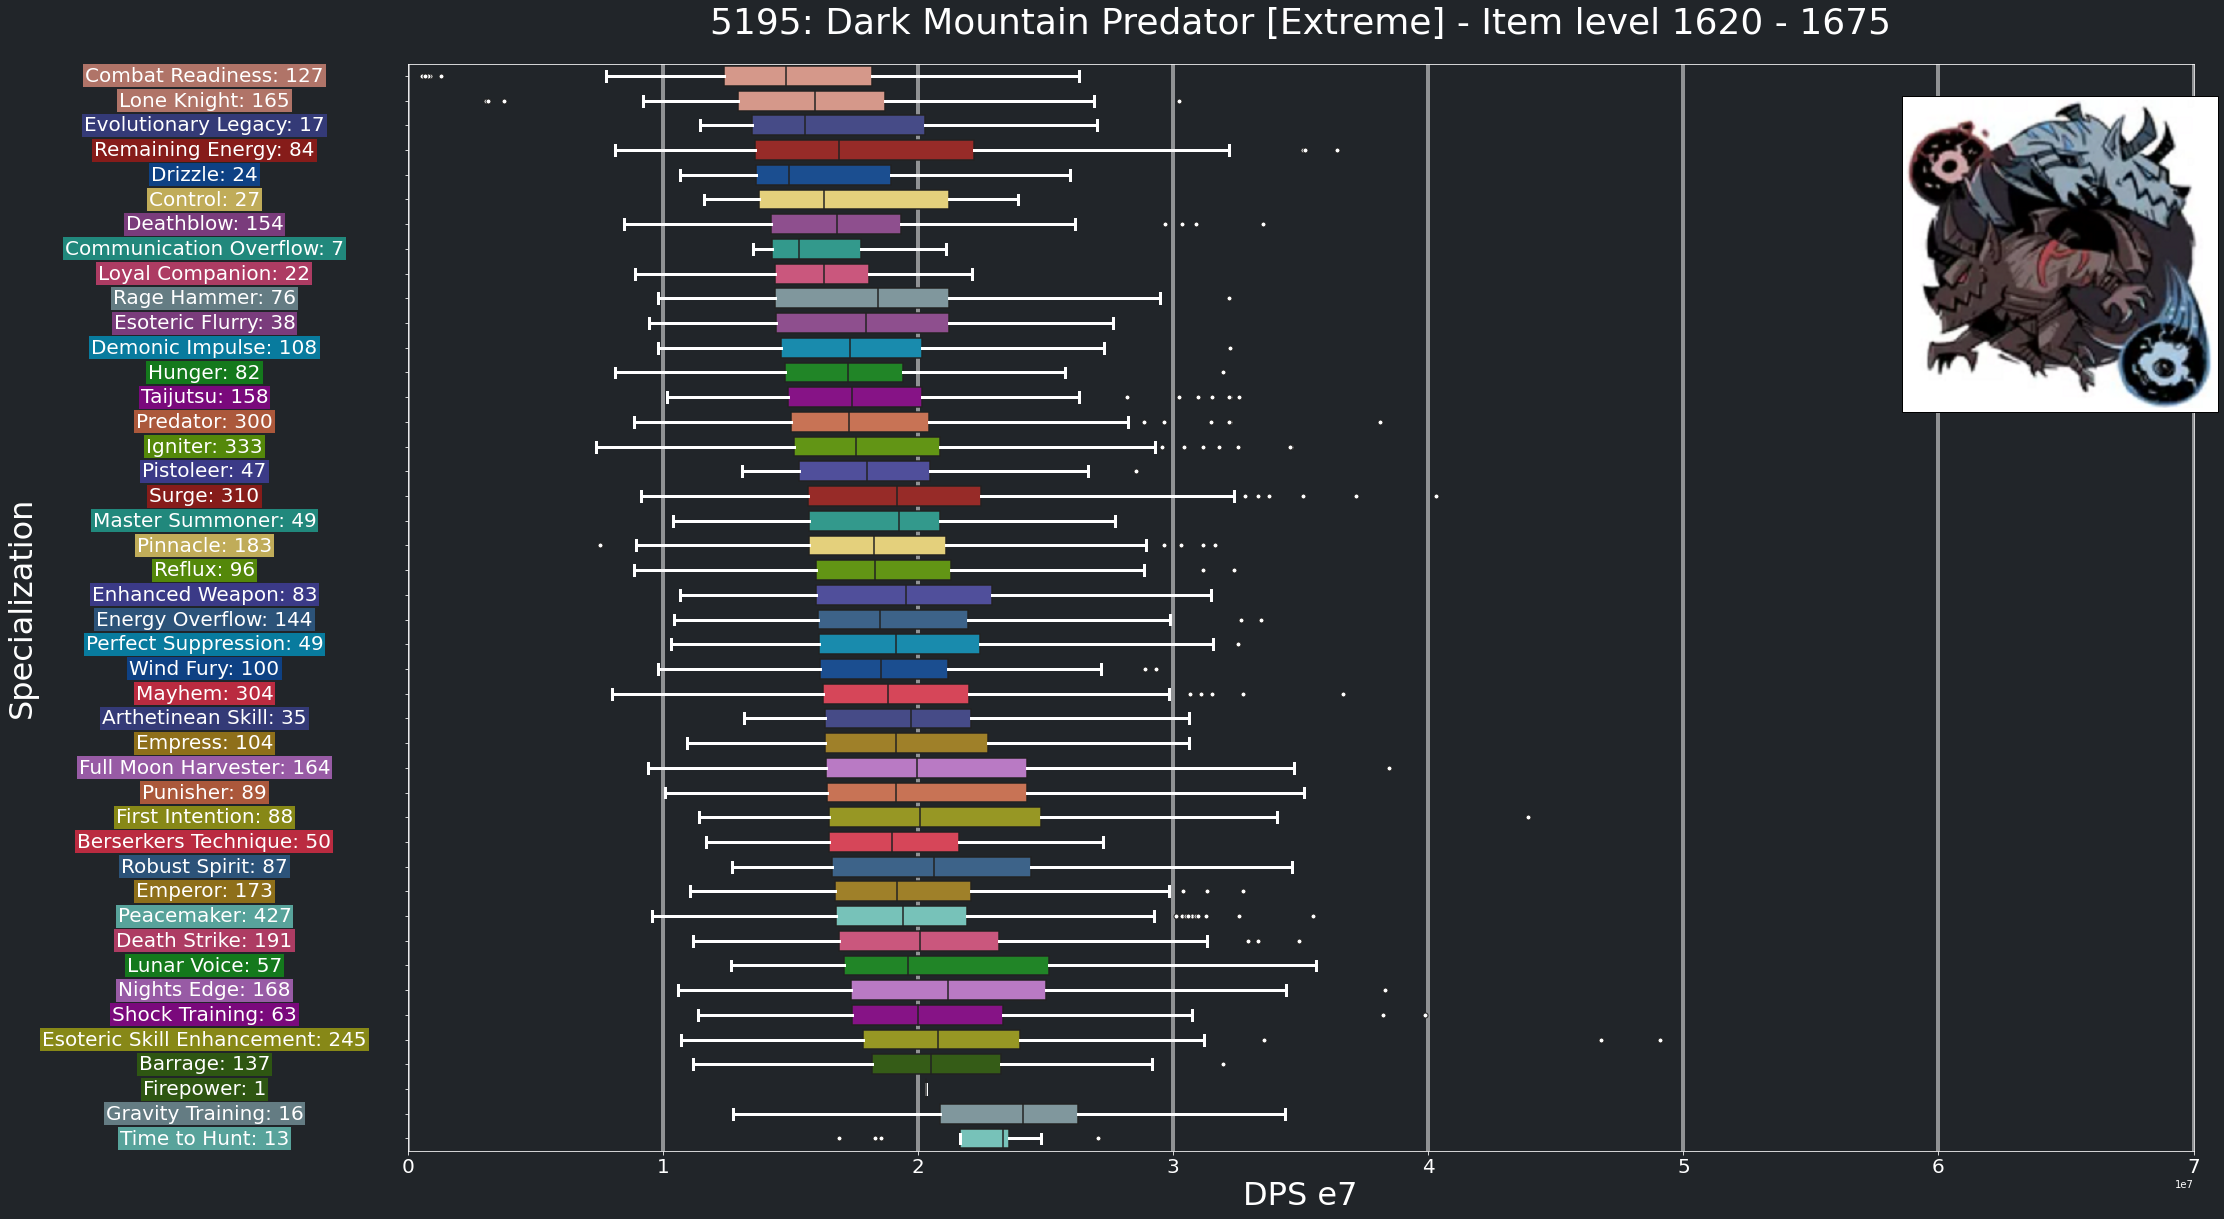 5195: Dark Mountain Predator [Extreme] - Item level 1620 - 1675
Specialization
Combat Readiness: 127
Lone Knight: 165
Evolutionary Legacy: 17
Remaining Energy: 84
Drizzle: 24
Control: 27
Deathblow: 154
Communication Overflow: 7
Loyal Companion: 22
Rage Hammer: 76
Esoteric Flurry: 38
Demonic Impulse: 108
Hunger: 82
Taijutsu: 158
Predator: 300
Igniter: 333
Pistoleer: 47
Surge: 310
Master Summoner: 49
Pinnacle: 183
Reflux: 96
Enhanced Weapon: 83
Energy Overflow: 144
Perfect Suppression: 49
Wind Fury: 100
Mayhem: 304
Arthetinean Skill: 35
Empress: 104
Full Moon Harvester: 164
Punisher: 89
First Intention: 88
Berserkers Technique: 50
Robust Spirit: 87
Emperor: 173
Peacemaker: 427
Death Strike: 191
Lunar Voice: 57
Nights Edge: 168
Shock Training: 63
Esoteric Skill Enhancement: 245
Barrage: 137
Firepower: 1
Gravity Training: 16
Time to Hunt: 13
0 1 2 3 4 5 6 7
1e7
DPS e7